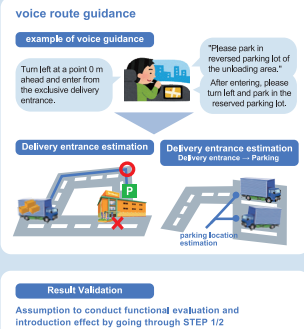 voice route guidance
example of voice guidance
Turn left at a point 0 m
ahead and enter from
the exclusive delivery
entrance.
"Please park in
reversed parking lot of
the unloading area."
After entering, please
turn left and park in the
reserved parking lot.
Delivery entrance estimation
P
Delivery entrance estimation
Delivery entrance → Parking
parking location
estimation
Result Validation
Assumption to conduct functional evaluation and
introduction effect by going through STEP 1/2